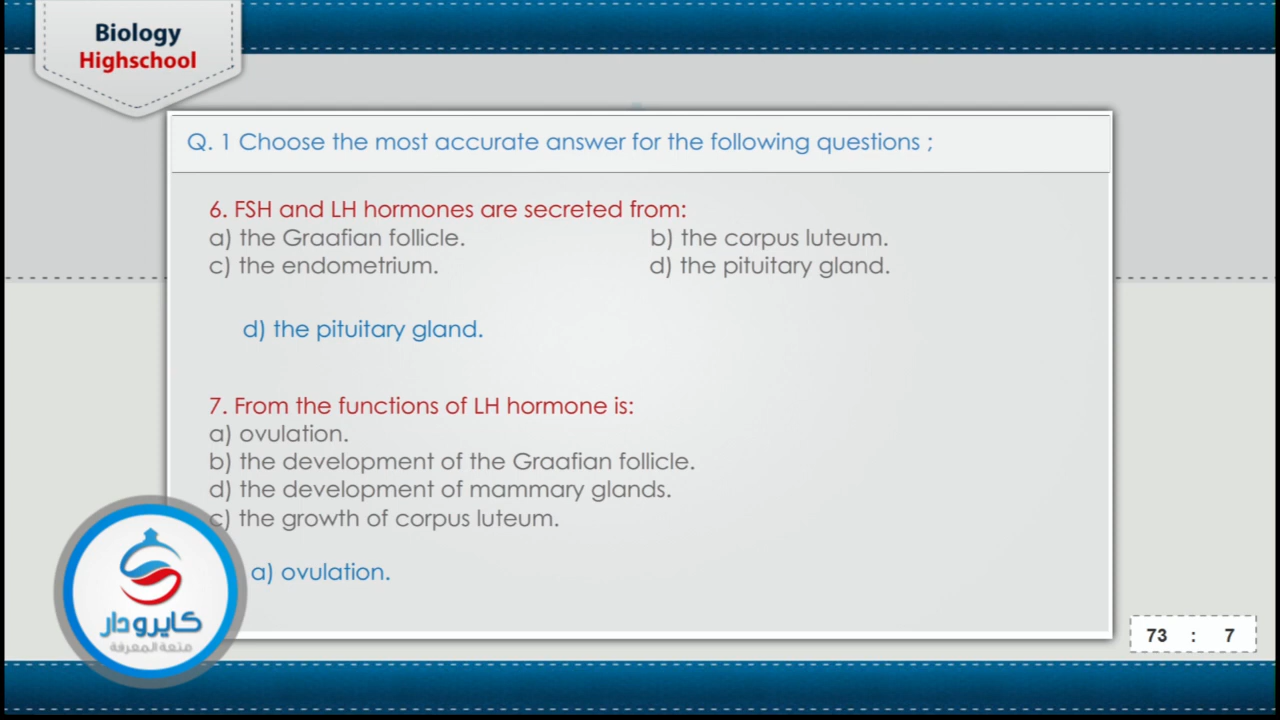 Biology
Highschool
Q. 1 Choose the most accurate answer for the following questions ;
6. FSH and LH hormones are secreted from:
a) the Graafian follicle. b) the corpus luteum.
c) the endometrium. d) the pituitary gland.
d) the pituitary gland.
7. From the functions of LH hormone is:
a) ovulation.
b) the development of the Graafian follicle.
d) the development of mammary glands.
c) the growth of corpus luteum.
a) ovulation.
كايرودار
متعة المعرفة
73 : 7